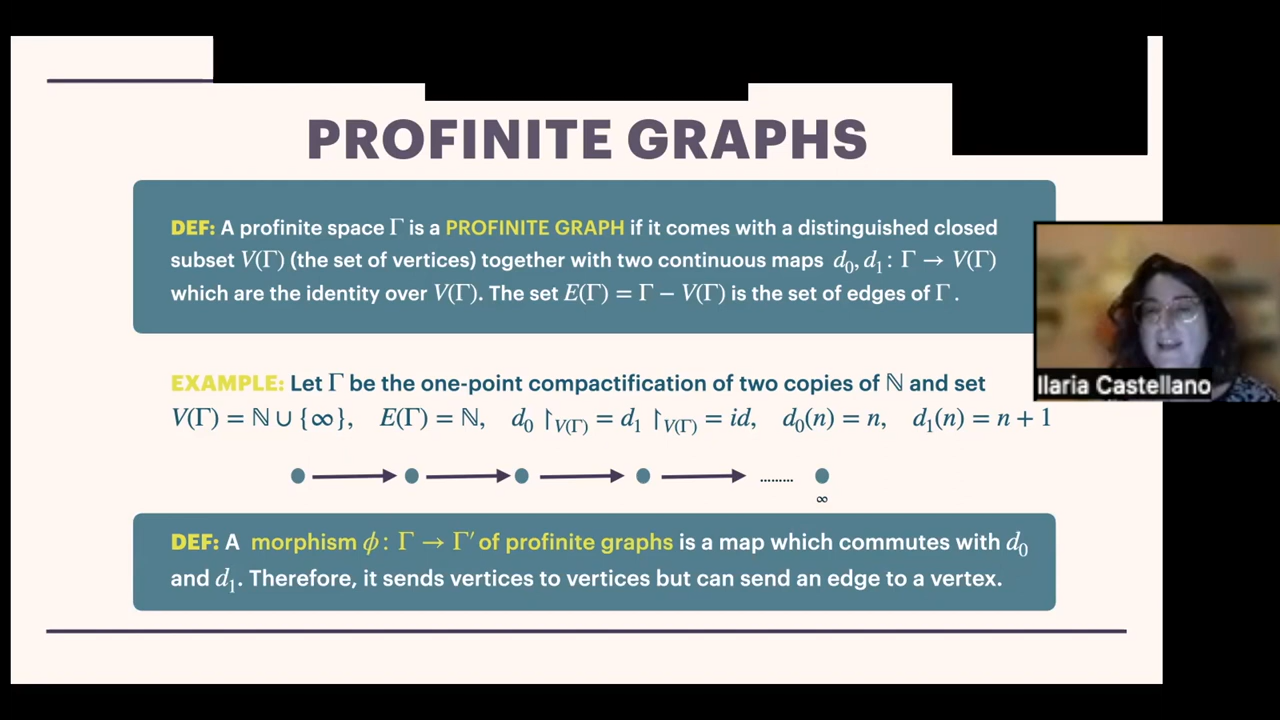 PROFINITE GRAPHS
DEF: A profinite space Γ is a PROFINITE GRAPH if it comes with a distinguished closed
subset V(Γ) (the set of vertices) together with two continuous maps d₀, d₁: Γ → V(Γ)
which are the identity over V(Γ). The set E(Γ) = Γ − V(Γ) is the set of edges of Γ.
Ilaria Castellano
EXAMPLE: Let Γ be the one-point compactification of two copies of ℕ and set
V(Γ) = ℕ ∪ {∞}, E(Γ) = ℕ, d₀ ↾_V(Γ) = d₁ ↾_V(Γ) = id, d₀(n) = n, d₁(n) = n + 1
.........
∞
DEF: A morphism ϕ: Γ → Γ′ of profinite graphs is a map which commutes with d₀
and d₁. Therefore, it sends vertices to vertices but can send an edge to a vertex.